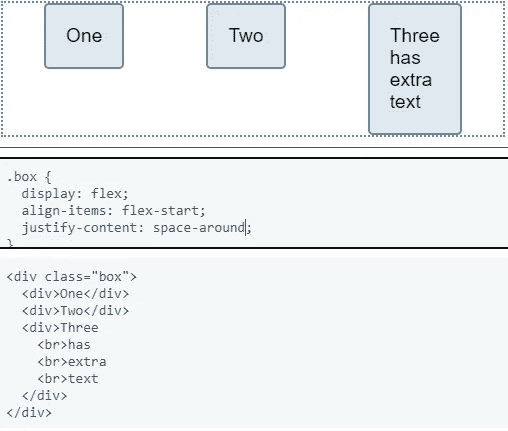 One
Two
Three
has
extra
text
.box {
  display: flex;
  align-items: flex-start;
  justify-content: space-around;
}
<div class="box">
  <div>One</div>
  <div>Two</div>
  <div>Three
    <br>has
    <br>extra
    <br>text
  </div>
</div>